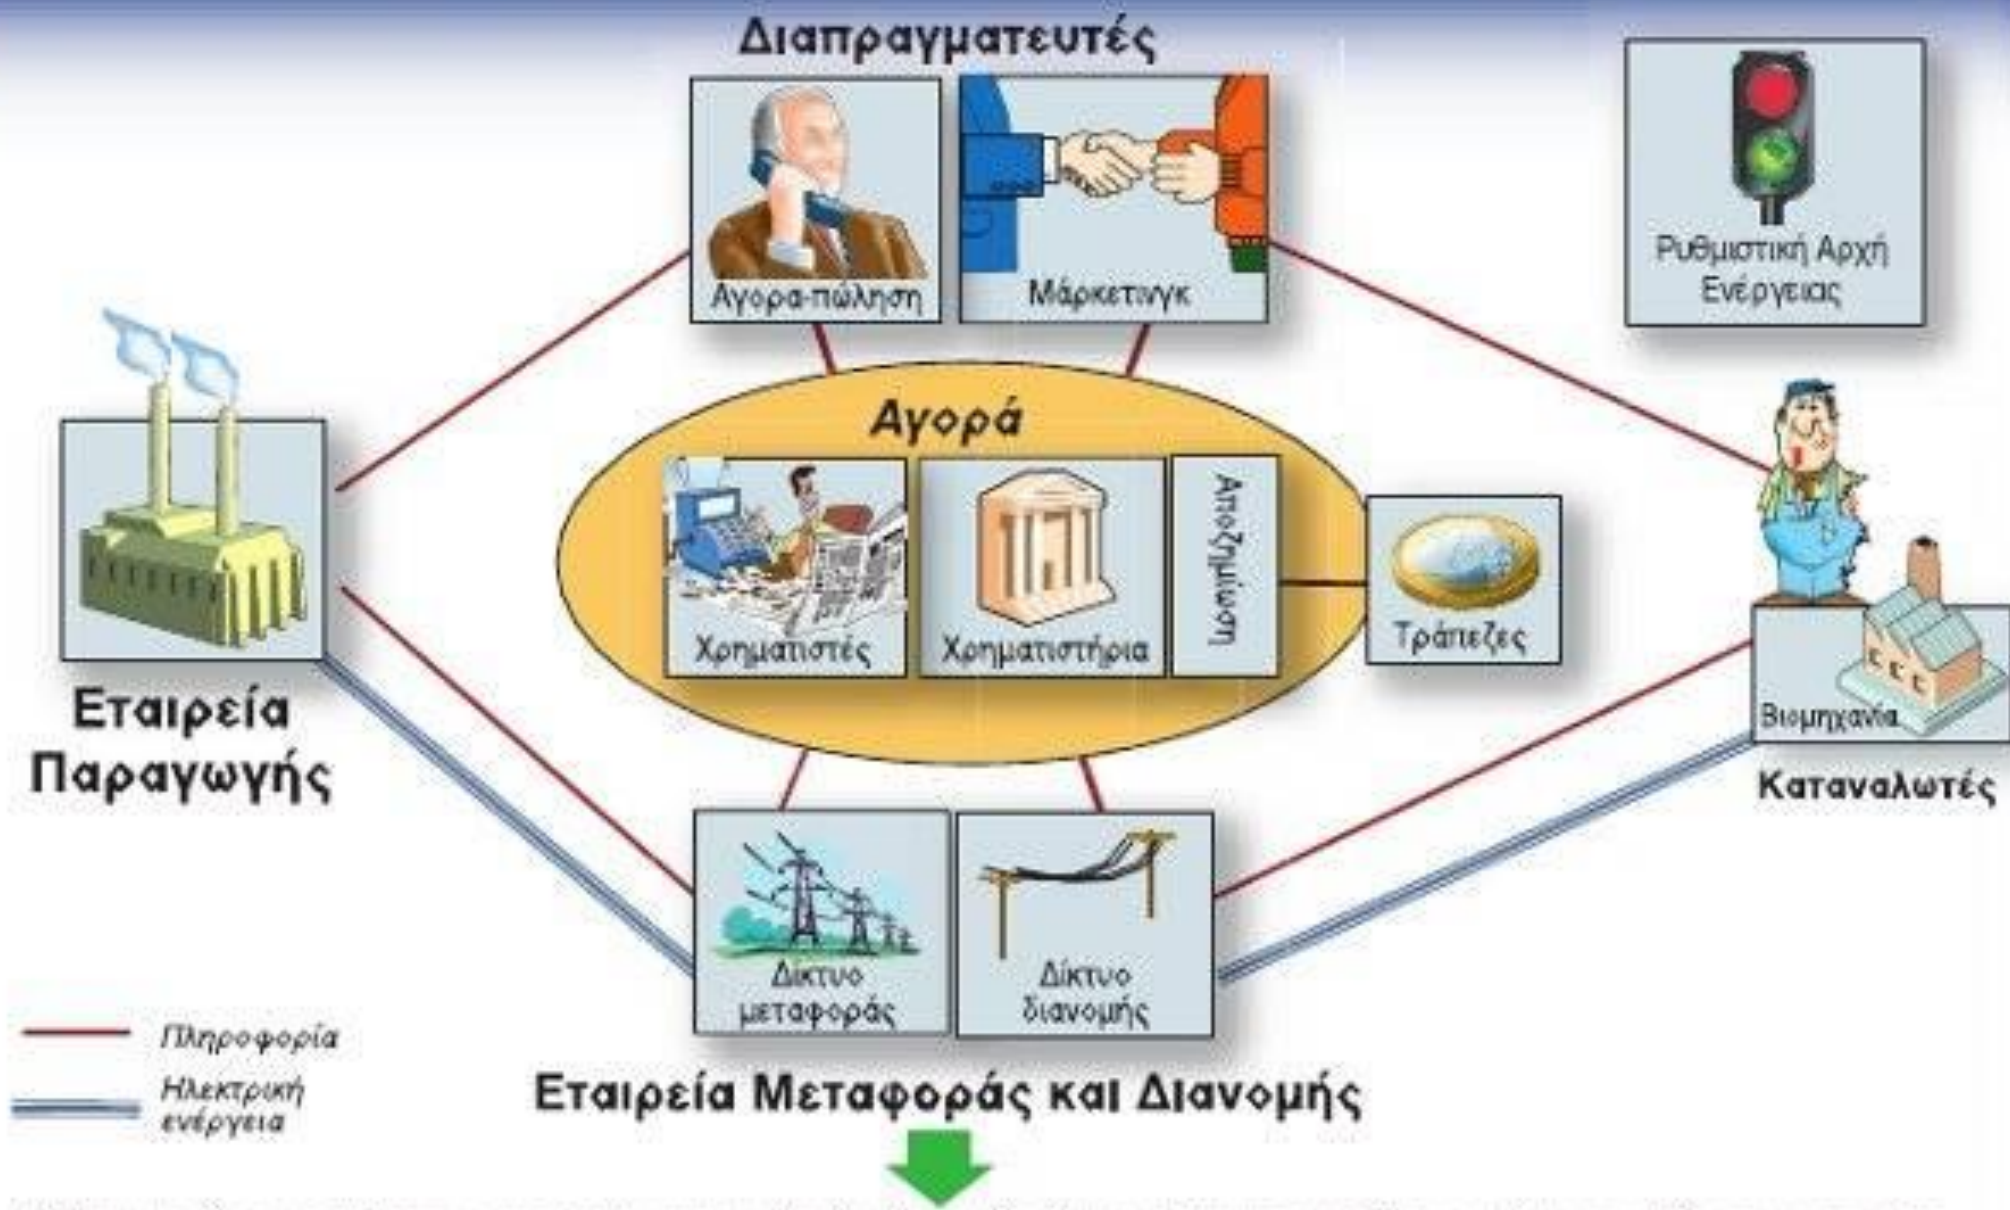 Διαπραγματευτές
Αγορα-πώληση
Μάρκετινγκ
Ρυθμιστική Αρχή
Ενέργειας
Αγορά
Χρηματιστές
Χρηματιστήρια
Αποζημίωση
Τράπεζες
Εταιρεία
Παραγωγής
Βιομηχανία
Καταναλωτές
Δίκτυο
μεταφοράς
Δίκτυο
διανομής
Πληροφορία
Ηλεκτρική
ενέργεια
Εταιρεία Μεταφοράς και Διανομής